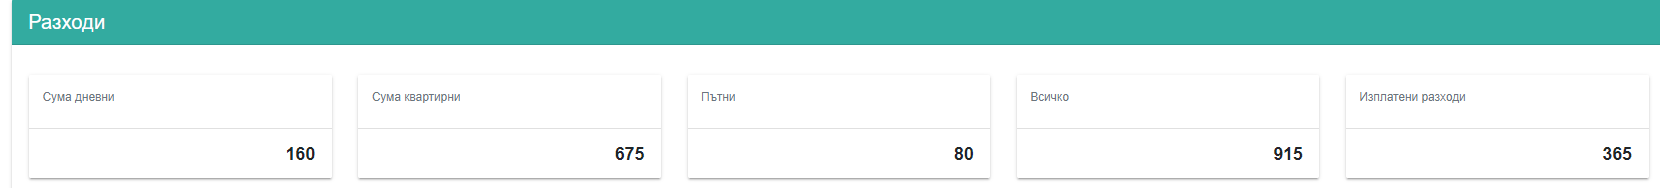 Разходи
Сума дневни
160
Сума квартирни
675
Пътни
80
Всичко
915
Изплатени разходи
365